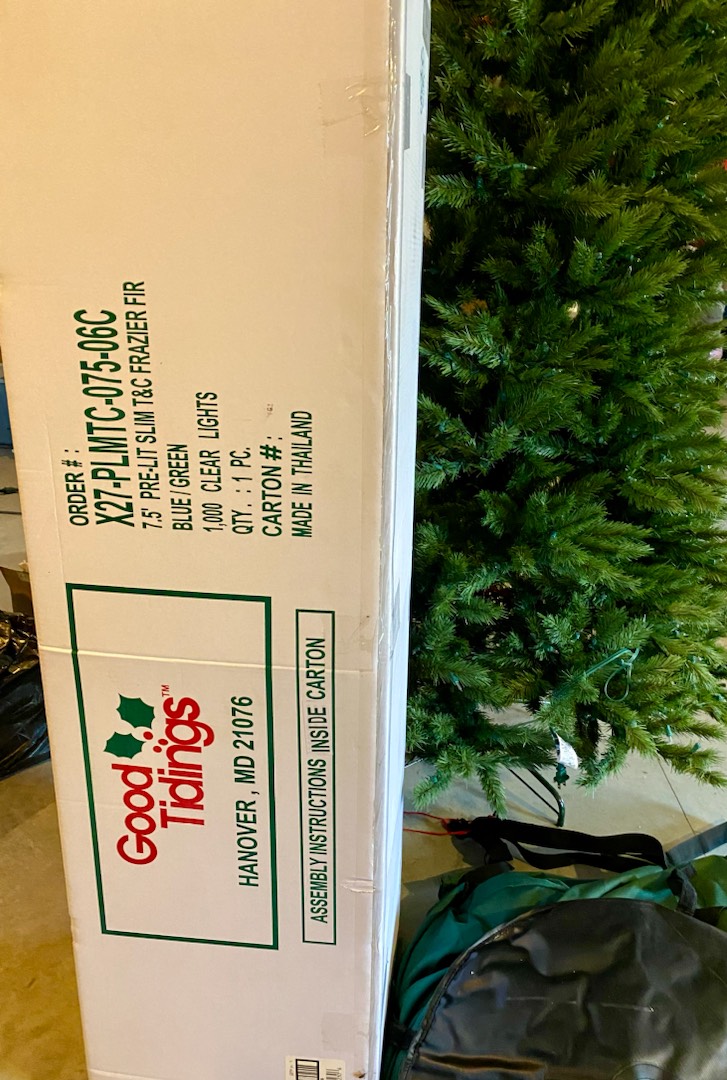 ORDER # :
X27-PLMTC-075-06C
7.5' PRE-LIT SLIM T&C FRAZIER FIR
BLUE / GREEN
1,000 CLEAR LIGHTS
QTY. : 1 PC.
CARTON # :
MADE IN THAILAND
Good
Tidings™
HANOVER , MD 21076
ASSEMBLY INSTRUCTIONS INSIDE CARTON